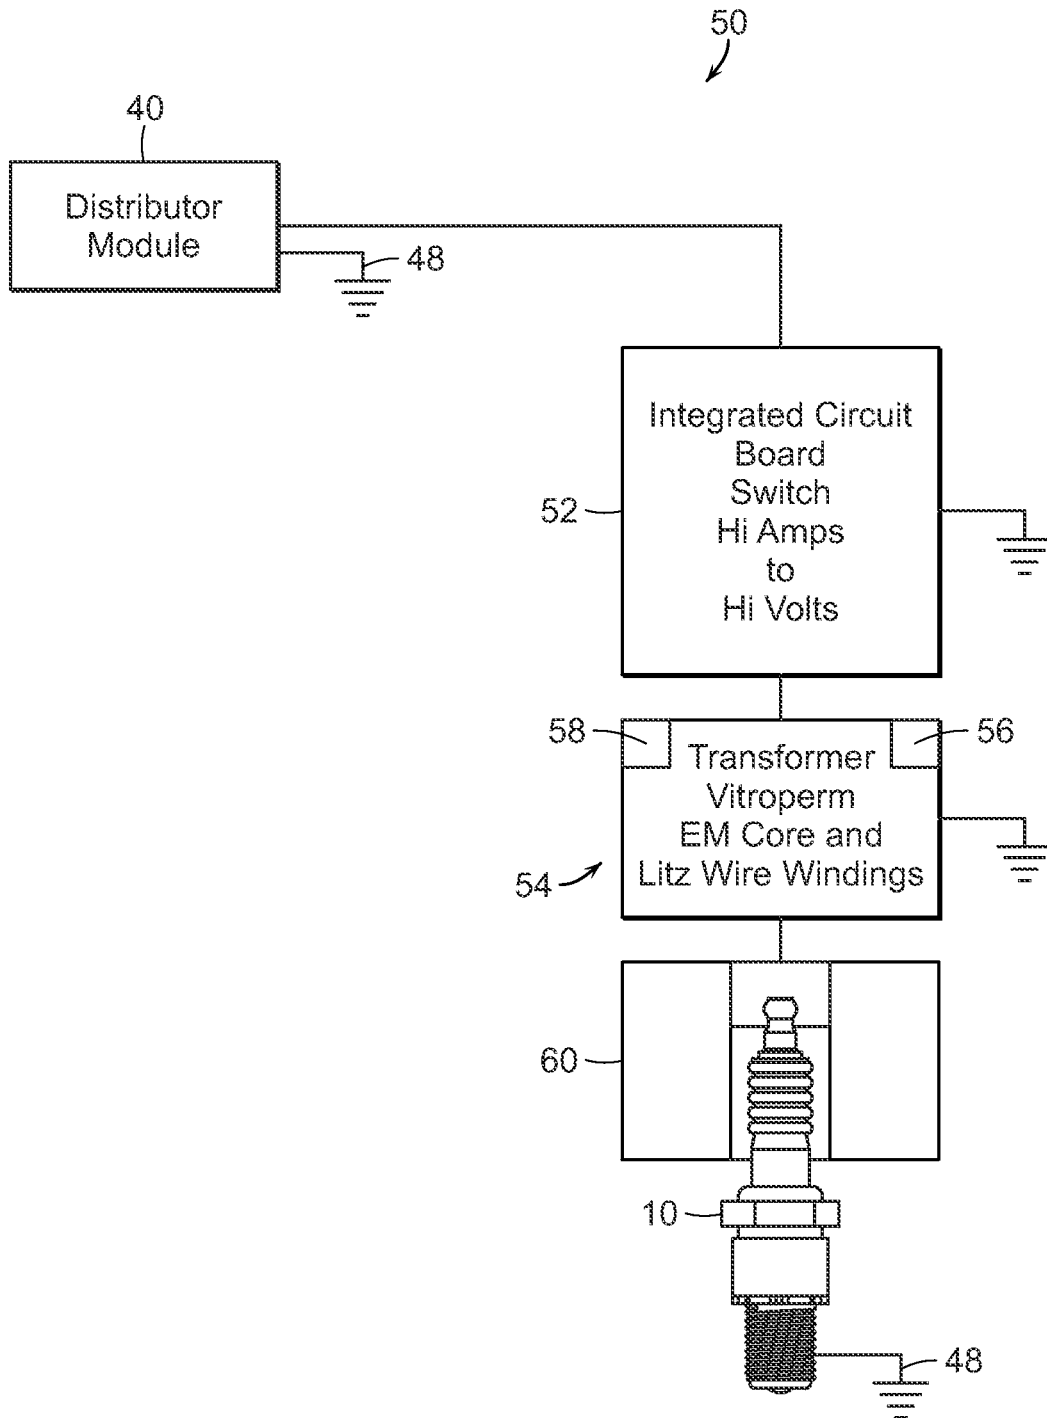 50
40
Distributor
Module
48
Integrated Circuit
Board
Switch
Hi Amps
to
Hi Volts
52
58
56
Transformer
Vitroperm
EM Core and
Litz Wire Windings
54
60
10
48